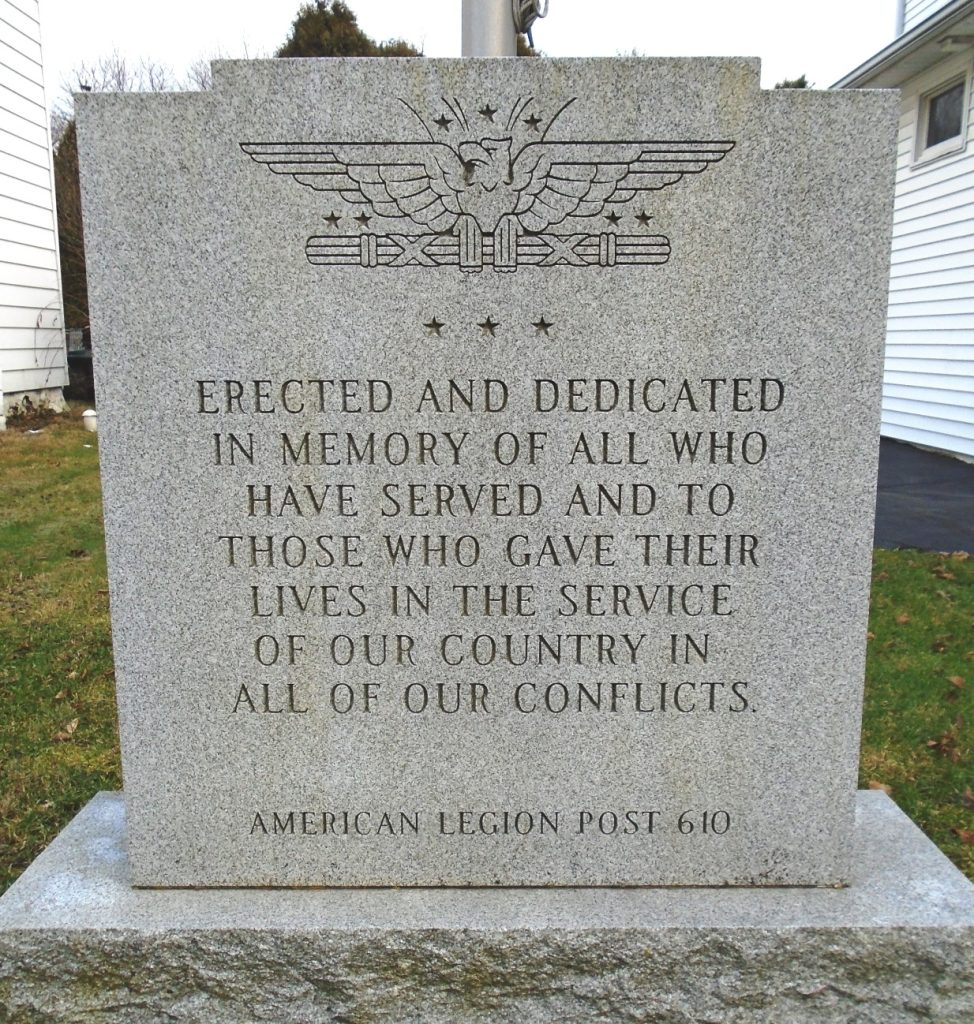 ERECTED AND DEDICATED
IN MEMORY OF ALL WHO
HAVE SERVED AND TO
THOSE WHO GAVE THEIR
LIVES IN THE SERVICE
OF OUR COUNTRY IN
ALL OF OUR CONFLICTS.
AMERICAN LEGION POST 610